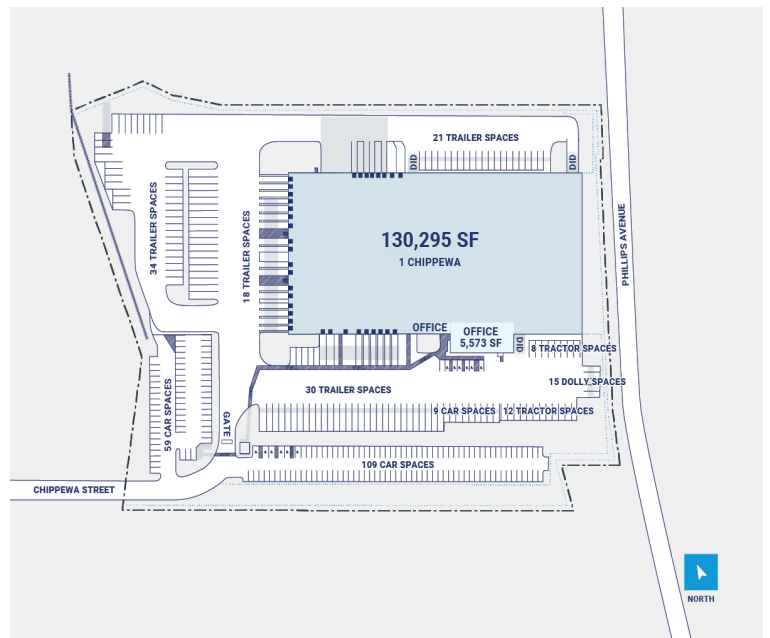 21 TRAILER SPACES
DID
DID
34 TRAILER SPACES
18 TRAILER SPACES
130,295 SF
1 CHIPPEWA
PHILLIPS AVENUE
OFFICE
OFFICE
5,573 SF
DID
8 TRACTOR SPACES
15 DOLLY SPACES
30 TRAILER SPACES
59 CAR SPACES
GATE
9 CAR SPACES
12 TRACTOR SPACES
109 CAR SPACES
CHIPPEWA STREET
NORTH